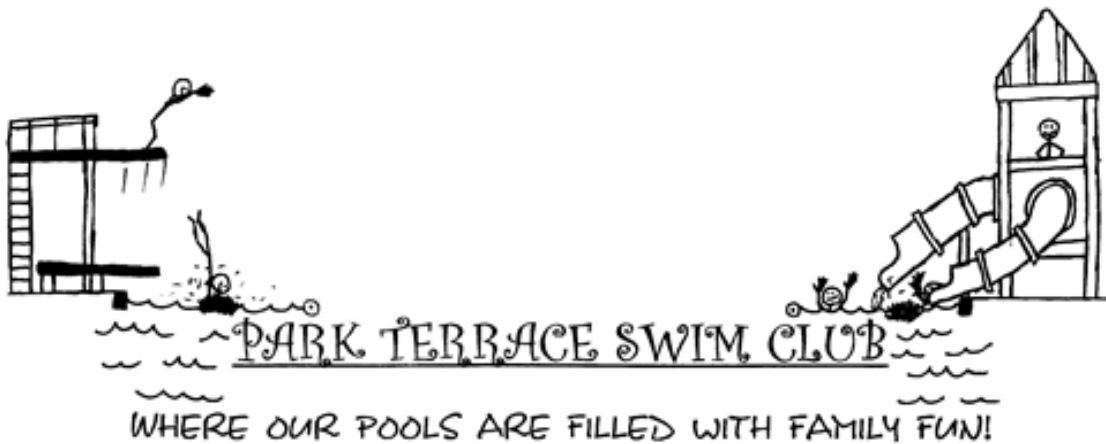 PARK TERRACE SWIM CLUB
WHERE OUR POOLS ARE FILLED WITH FAMILY FUN!